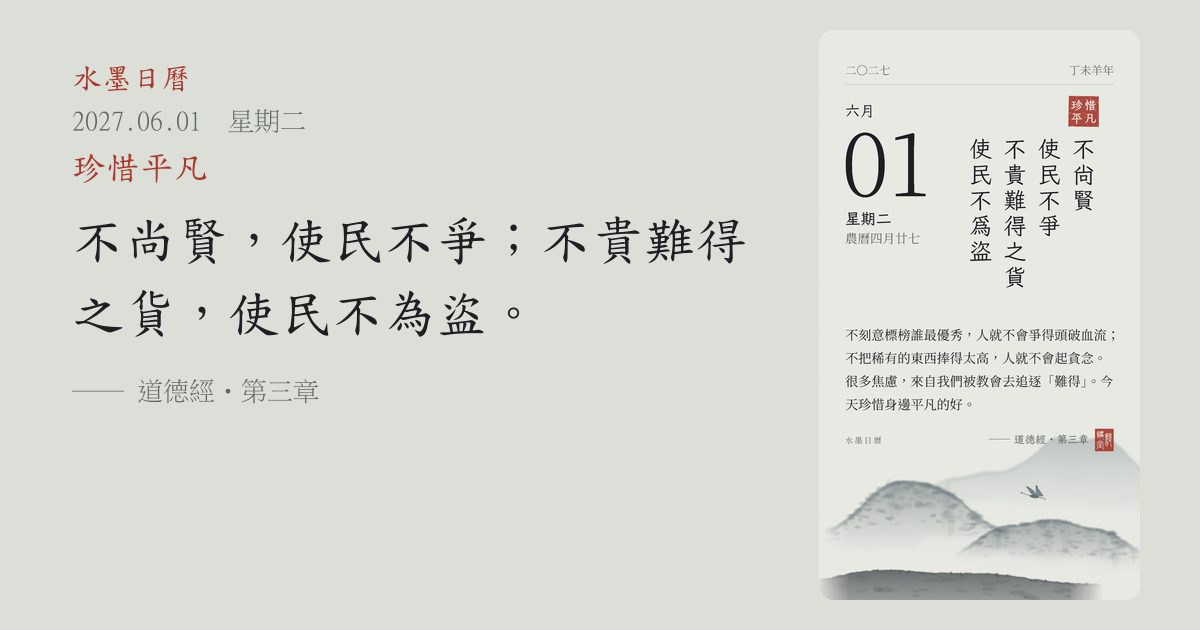 水墨日曆
2027.06.01 星期二
珍惜平凡
不尚賢，使民不爭；不貴難得
之貨，使民不為盜。
—— 道德經・第三章
二〇二七
丁未羊年
六月
01
星期二
農曆四月廿七
珍惜
平凡
不尙賢
使民不爭
不貴難得之貨
使民不爲盜
不刻意標榜誰最優秀，人就不會爭得頭破血流；
不把稀有的東西捧得太高，人就不會起貪念。
很多焦慮，來自我們被教會去追逐「難得」。今
天珍惜身邊平凡的好。
水墨日曆
—— 道德經・第三章